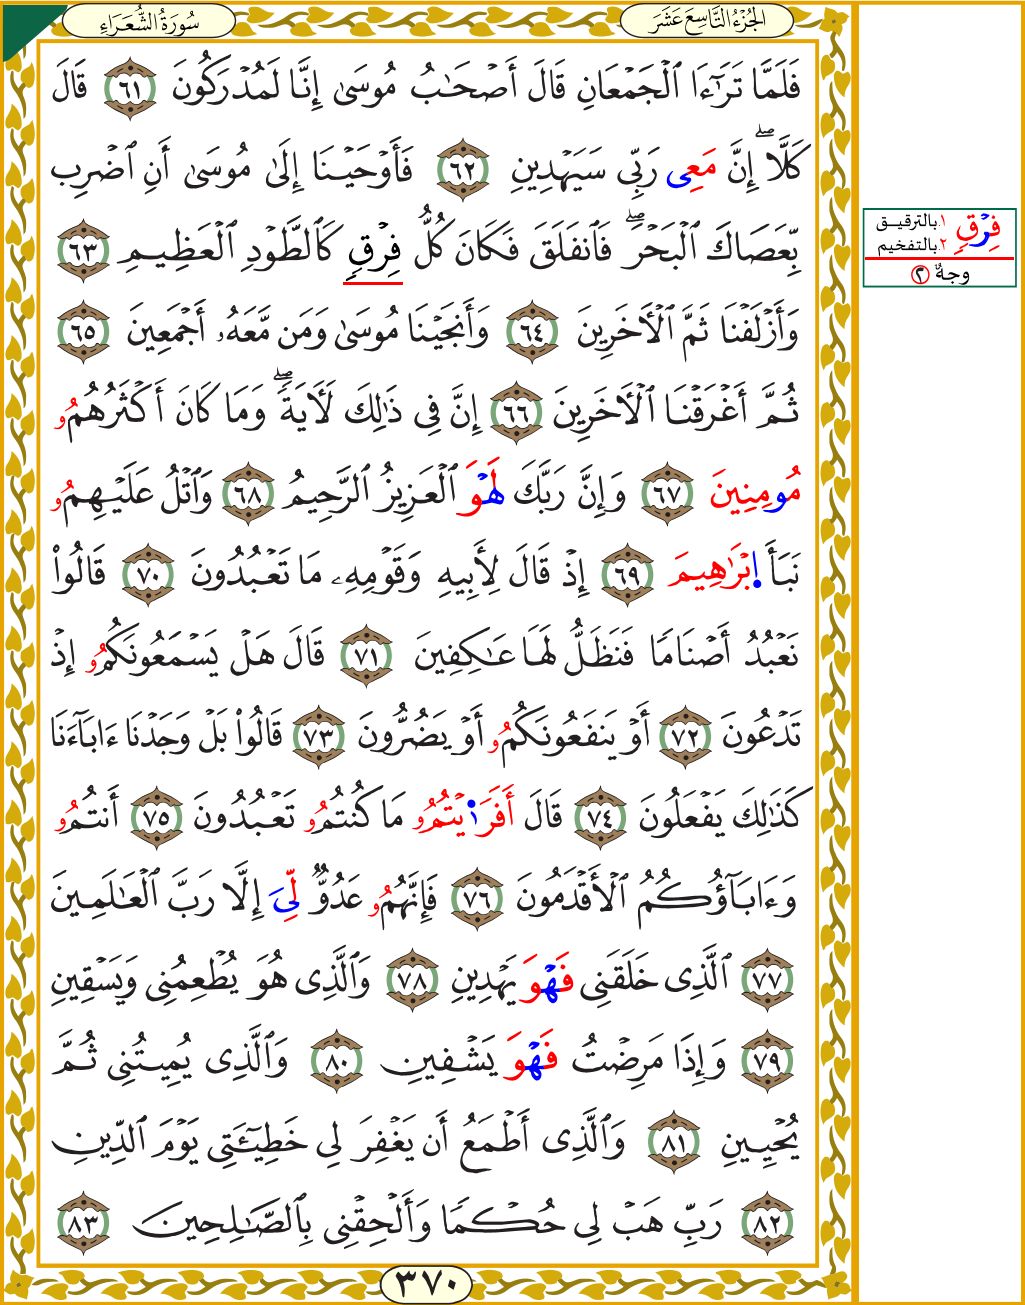 سُورَةُ الشُّعَرَاءِ
الجُزْءُ التَّاسِعَ عَشَرَ
فَلَمَّا تَرَٰٓءَا ٱلۡجَمۡعَانِ قَالَ أَصۡحَٰبُ مُوسَىٰٓ إِنَّا لَمُدۡرَكُونَ ٦١ قَالَ
كَلَّاۖ إِنَّ مَعِى رَبِّى سَيَهۡدِينِ ٦٢ فَأَوۡحَيۡنَا إِلَىٰ مُوسَىٰ أَنِ ٱضۡرِب
بِّعَصَاكَ ٱلۡبَحۡرَۖ فَٱنفَلَقَ فَكَانَ كُلُّ فِرۡقٖ كَٱلطَّوۡدِ ٱلۡعَظِيمِ ٦٣
وَأَزۡلَفۡنَا ثَمَّ ٱلۡأٓخَرِينَ ٦٤ وَأَنجَيۡنَا مُوسَىٰ وَمَن مَّعَهُۥ أَجۡمَعِينَ ٦٥
ثُمَّ أَغۡرَقۡنَا ٱلۡأٓخَرِينَ ٦٦ إِنَّ فِى ذَٰلِكَ لَأٓيَةٗۖ وَمَا كَانَ أَكۡثَرُهُمُو
مُومِنِينَ ٦٧ وَإِنَّ رَبَّكَ لَهۡوَ ٱلۡعَزِيزُ ٱلرَّحِيمُ ٦٨ وَٱتۡلُ عَلَيۡهِمُو
نَبَأَ ا۪بۡرَٰهِيمَ ٦٩ إِذۡ قَالَ لِأَبِيهِ وَقَوۡمِهِۦ مَا تَعۡبُدُونَ ٧٠ قَالُواْ
نَعۡبُدُ أَصۡنَامٗا فَنَظَلُّ لَهَا عَٰكِفِينَ ٧١ قَالَ هَلۡ يَسۡمَعُونَكُمُو إِذۡ
تَدۡعُونَ ٧٢ أَوۡ يَنفَعُونَكُمُو أَوۡ يَضُرُّونَ ٧٣ قَالُواْ بَلۡ وَجَدۡنَا ءَابَآءَنَا
كَذَٰلِكَ يَفۡعَلُونَ ٧٤ قَالَ أَفَرَا۬يۡتُمُو مَا كُنتُمُو تَعۡبُدُونَ ٧٥ أَنتُمُو
وَءَابَآؤُكُمُ ٱلۡأَقۡدَمُونَ ٧٦ فَإِنَّهُمُو عَدُوّٞ لِّىَ إِلَّا رَبَّ ٱلۡعَٰلَمِينَ
٧٧ ٱلَّذِى خَلَقَنِى فَهۡوَ يَهۡدِينِ ٧٨ وَٱلَّذِى هُوَ يُطۡعِمُنِى وَيَسۡقِينِ
٧٩ وَإِذَا مَرِضۡتُ فَهۡوَ يَشۡفِينِ ٨٠ وَٱلَّذِى يُمِيتُنِى ثُمَّ
يُحۡيِينِ ٨١ وَٱلَّذِى أَطۡمَعُ أَن يَغۡفِرَ لِى خَطِيٓـَٔتِى يَوۡمَ ٱلدِّينِ
٨٢ رَبِّ هَبۡ لِى حُكۡمٗا وَأَلۡحِقۡنِى بِٱلصَّٰلِحِينَ ٨٣
٣٧٠
فِرۡقٖ ١.بالترقيق
٢.بالتفخيم
٢ وجهٌ